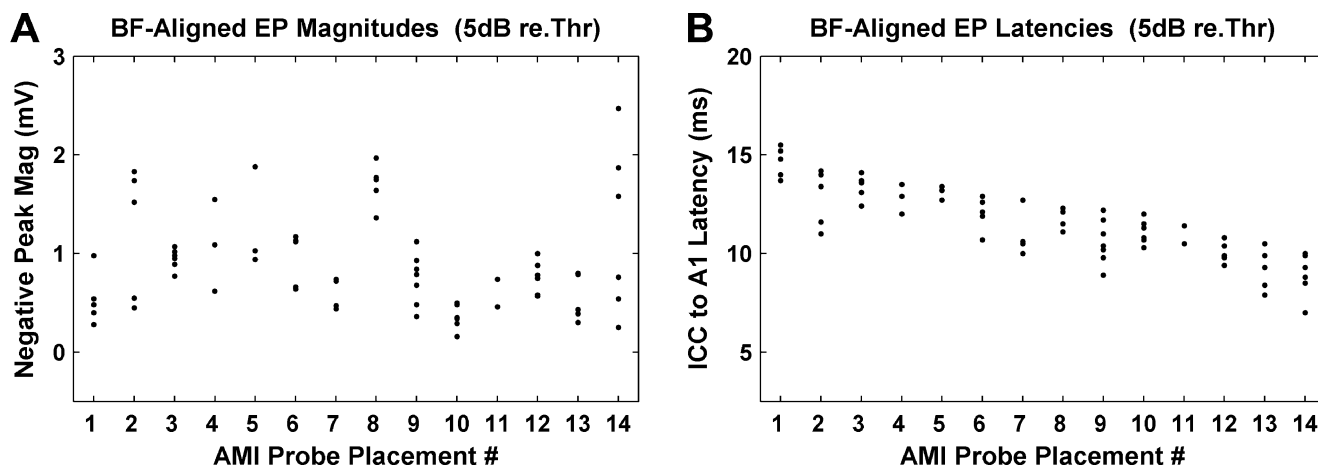 A
BF-Aligned EP Magnitudes (5dB re.Thr)
Negative Peak Mag (mV)
3
2
1
0
1 2 3 4 5 6 7 8 9 10 11 12 13 14
AMI Probe Placement #
B
BF-Aligned EP Latencies (5dB re.Thr)
ICC to A1 Latency (ms)
20
15
10
5
1 2 3 4 5 6 7 8 9 10 11 12 13 14
AMI Probe Placement #